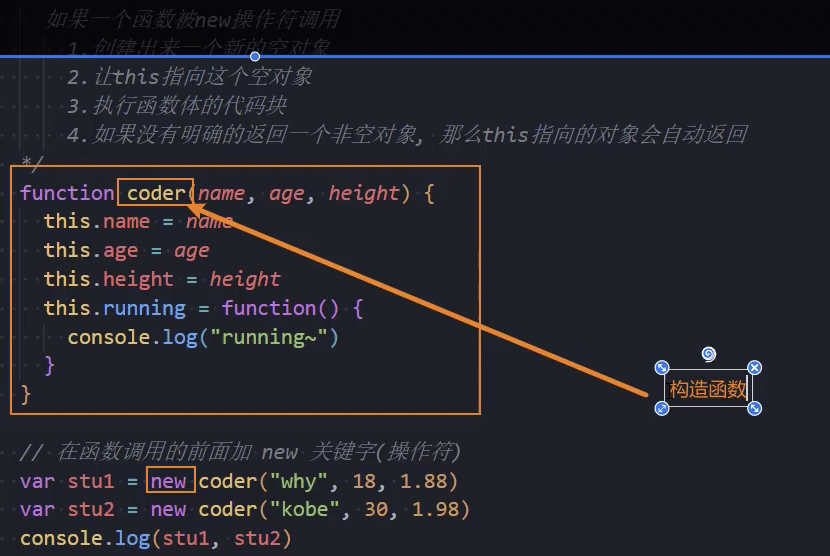 如果一个函数被new操作符调用
1.创建出来一个新的空对象
2.让this指向这个空对象
3.执行函数体的代码块
4.如果没有明确的返回一个非空对象, 那么this指向的对象会自动返回
*/
function coder(name, age, height) {
this.name = name
this.age = age
this.height = height
this.running = function() {
console.log("running~")
}
}
构造函数
// 在函数调用的前面加 new 关键字(操作符)
var stu1 = new coder("why", 18, 1.88)
var stu2 = new coder("kobe", 30, 1.98)
console.log(stu1, stu2)